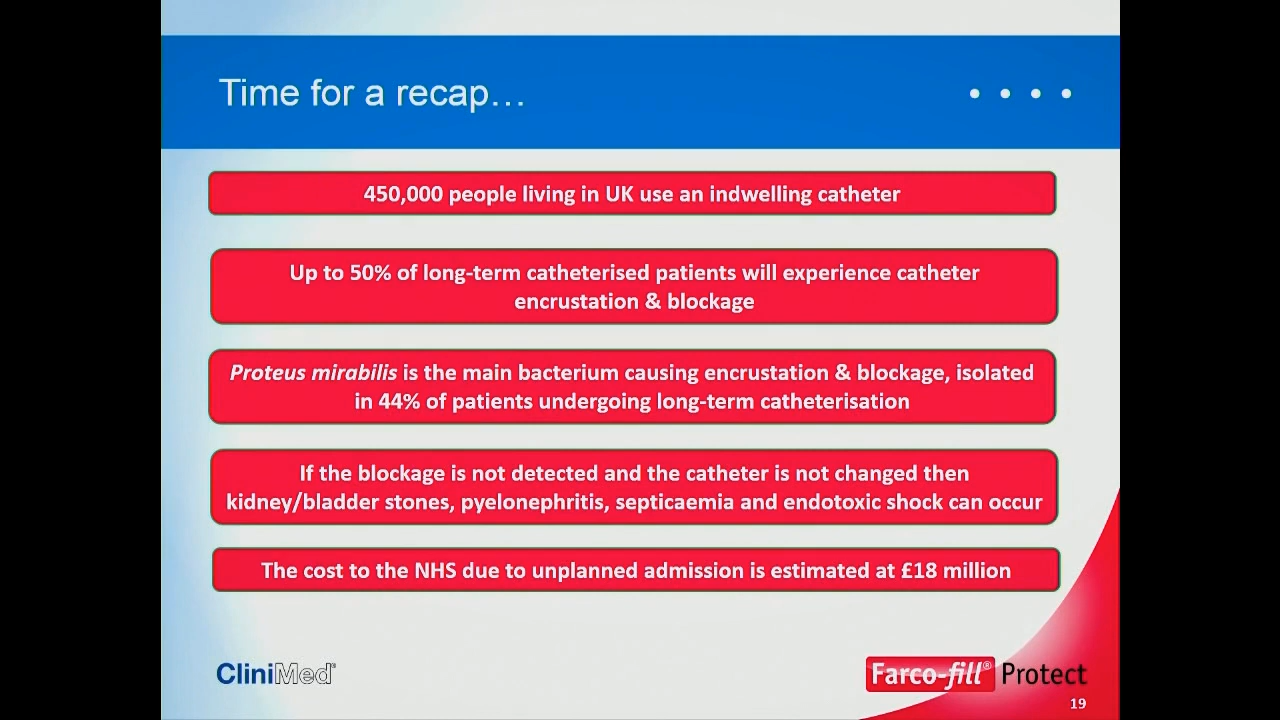 Time for a recap…
450,000 people living in UK use an indwelling catheter
Up to 50% of long-term catheterised patients will experience catheter
encrustation & blockage
Proteus mirabilis is the main bacterium causing encrustation & blockage, isolated
in 44% of patients undergoing long-term catheterisation
If the blockage is not detected and the catheter is not changed then
kidney/bladder stones, pyelonephritis, septicaemia and endotoxic shock can occur
The cost to the NHS due to unplanned admission is estimated at £18 million
CliniMed®
Farco-fill® Protect
19